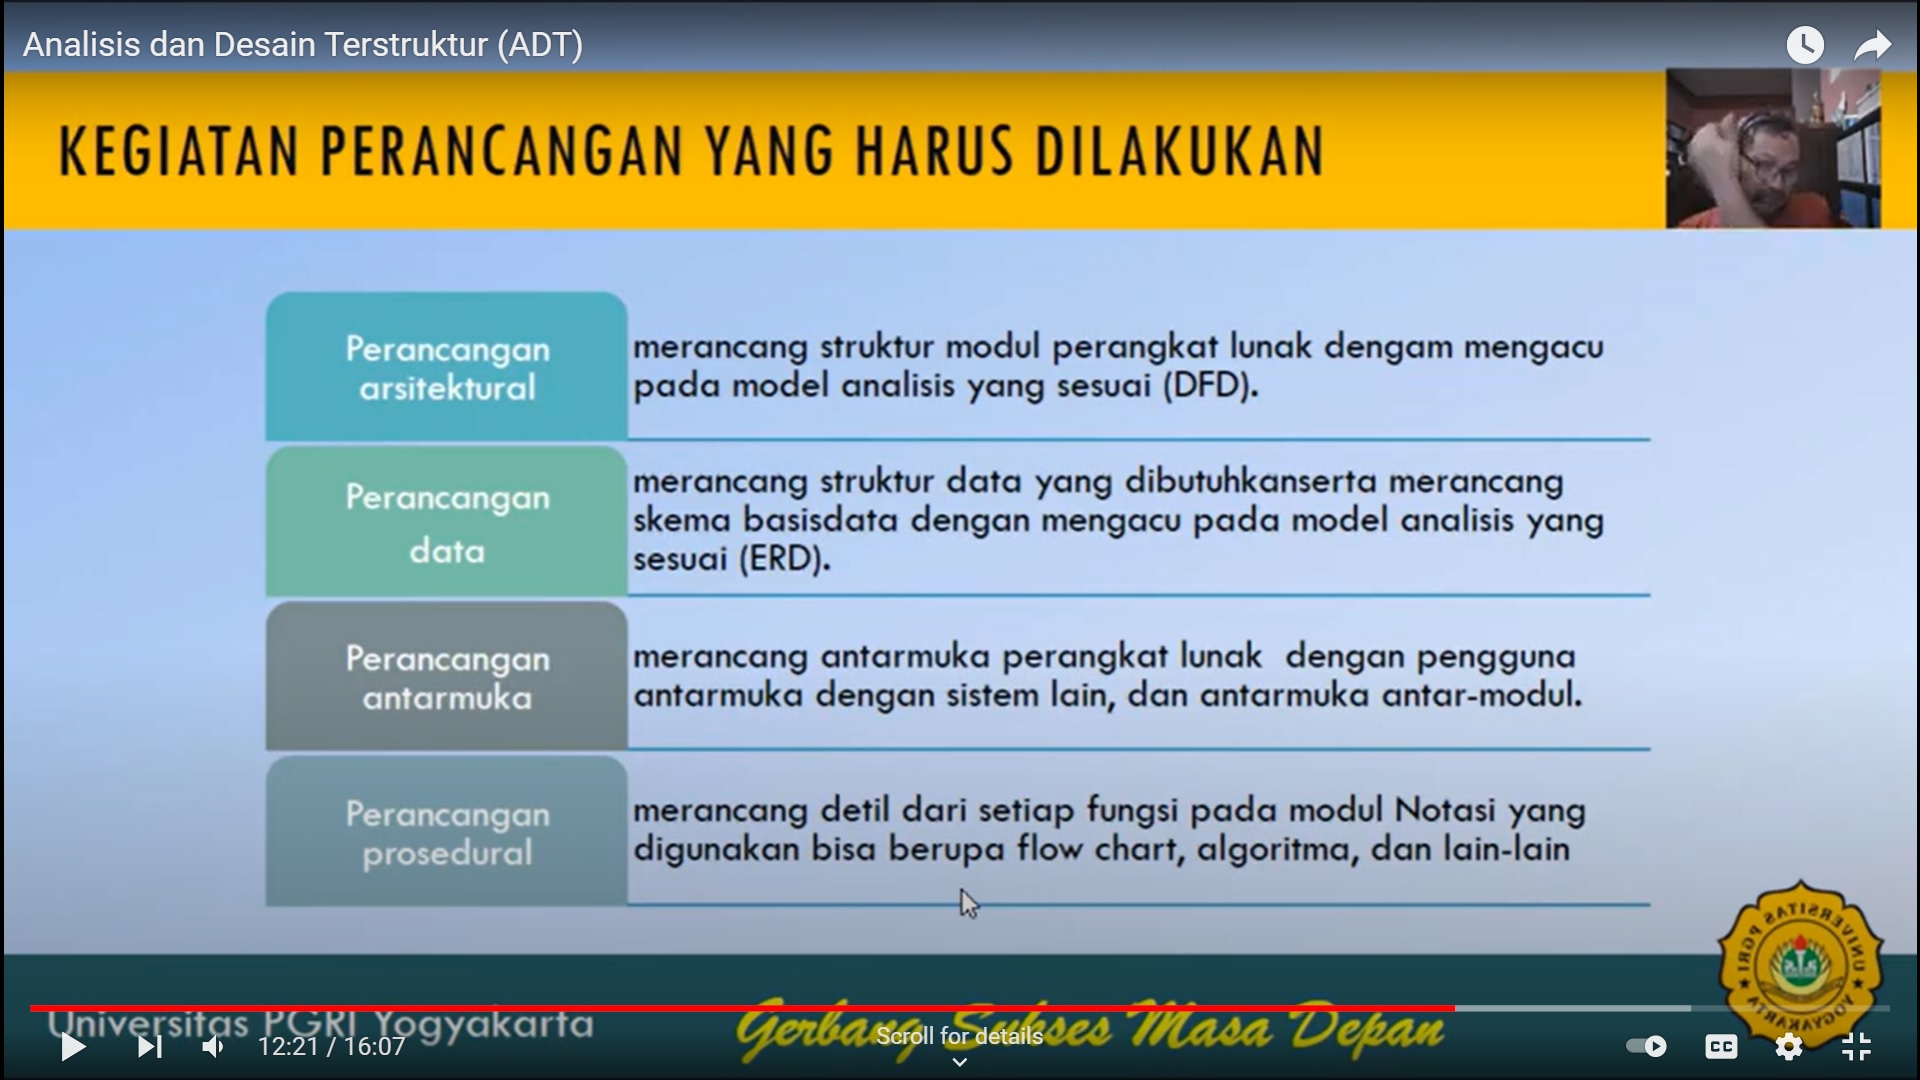 Analisis dan Desain Terstruktur (ADT)
KEGIATAN PERANCANGAN YANG HARUS DILAKUKAN
Perancangan
arsitektural
merancang struktur modul perangkat lunak dengam mengacu
pada model analisis yang sesuai (DFD).
Perancangan
data
merancang struktur data yang dibutuhkanserta merancang
skema basisdata dengan mengacu pada model analisis yang
sesuai (ERD).
Perancangan
antarmuka
merancang antarmuka perangkat lunak dengan pengguna
antarmuka dengan sistem lain, dan antarmuka antar-modul.
Perancangan
prosedural
merancang detil dari setiap fungsi pada modul Notasi yang
digunakan bisa berupa flow chart, algoritma, dan lain-lain
UNIVERSITAS PGRI
YOGYAKARTA
Universitas PGRI Yogyakarta
Gerbang Sukses Masa Depan
Scroll for details
12:21 / 16:07
CC